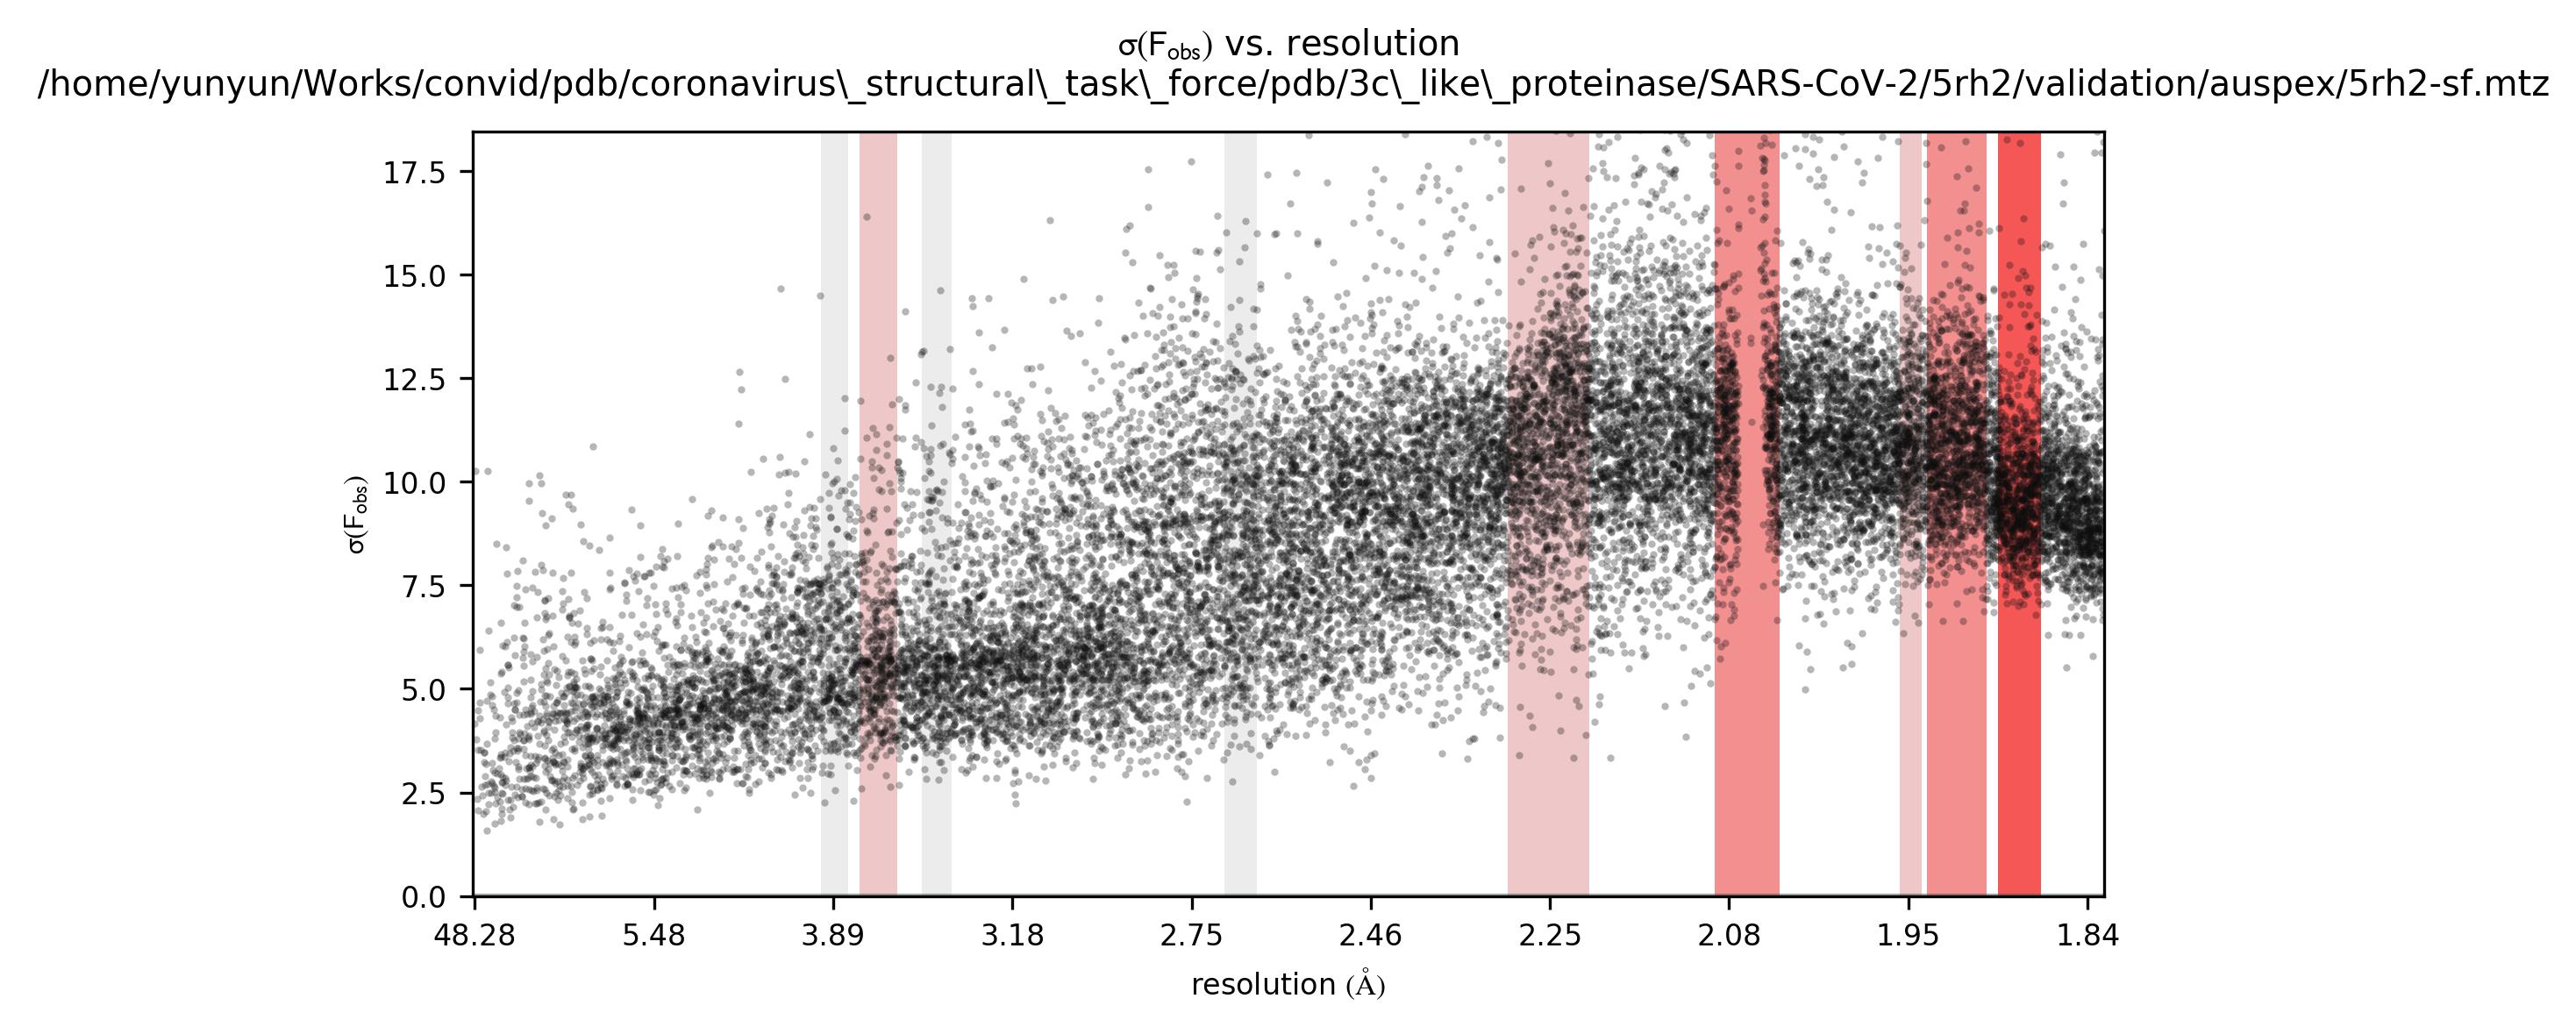 σ(Fobs) vs. resolution
/home/yunyun/Works/convid/pdb/coronavirus\_structural\_task\_force/pdb/3c\_like\_proteinase/SARS-CoV-2/5rh2/validation/auspex/5rh2-sf.mtz
17.5
15.0
12.5
10.0
7.5
5.0
2.5
0.0
σ(Fobs)
48.28 5.48 3.89 3.18 2.75 2.46 2.25 2.08 1.95 1.84
resolution (Å)